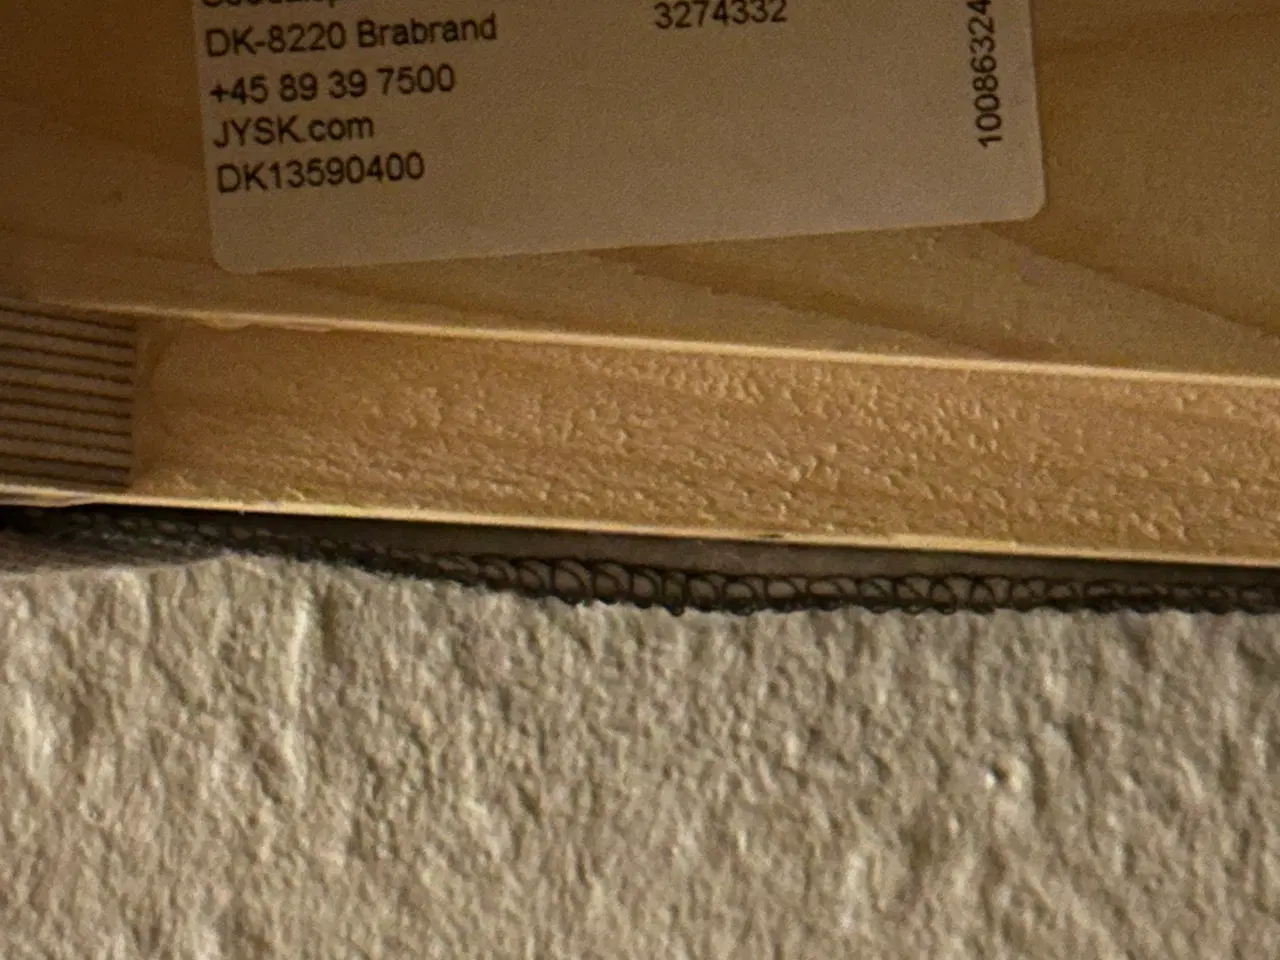 DK-8220 Brabrand
+45 89 39 7500
JYSK.com
DK13590400
3274332
10086324